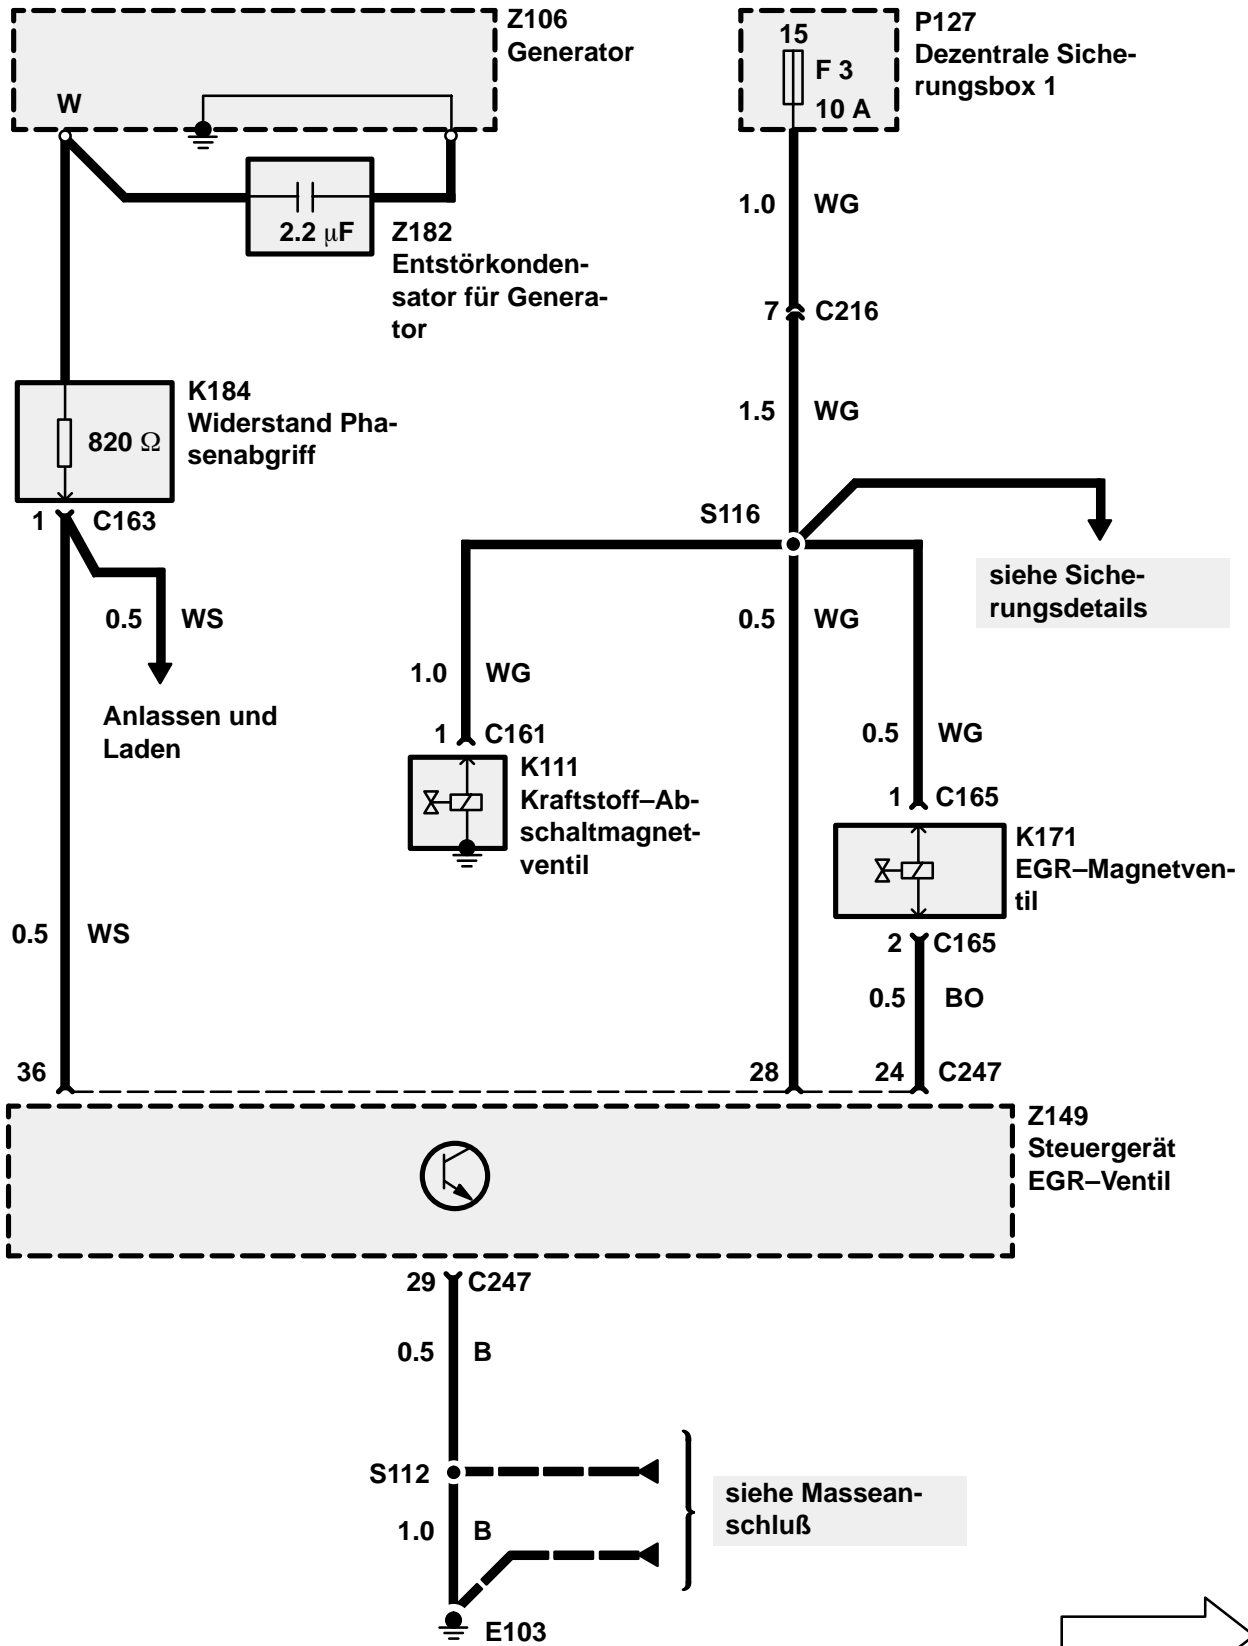 Z106
Generator
W
15
F 3
10 A
P127
Dezentrale Siche-
rungsbox 1
2.2 µF
Z182
Entstörkonden-
sator für Genera-
tor
1.0 WG
7 C216
K184
Widerstand Pha-
senabgriff
820 Ω
1.5 WG
1 C163
S116
siehe Siche-
rungsdetails
0.5 WS
0.5 WG
1.0 WG
Anlassen und
Laden
1 C161
0.5 WG
K111
Kraftstoff–Ab-
schaltmagnet-
ventil
1 C165
K171
EGR–Magnetven-
til
0.5 WS
2 C165
0.5 BO
36
28
24 C247
Z149
Steuergerät
EGR–Ventil
29 C247
0.5 B
S112
siehe Massean-
schluß
1.0 B
E103